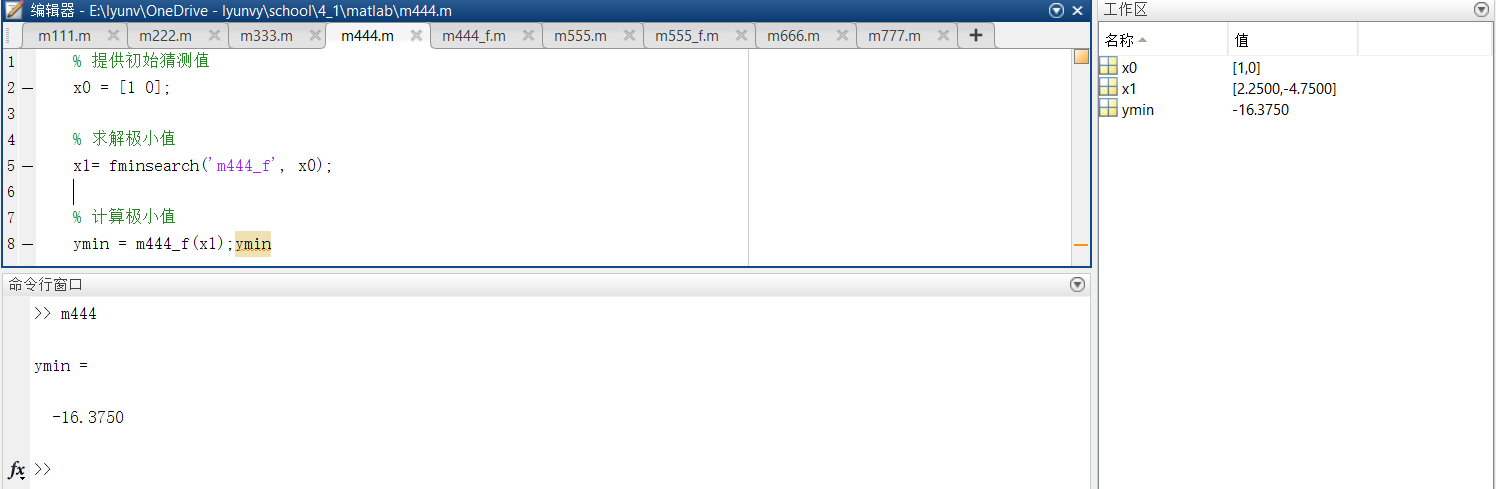 编辑器 - E:\lyunv\OneDrive - lyunvy\school\4_1\matlab\m444.m
m111.m
m222.m
m333.m
m444.m
m444_f.m
m555.m
m555_f.m
m666.m
m777.m
1 % 提供初始猜测值
2 — x0 = [1 0];
3
4 % 求解极小值
5 — x1= fminsearch('m444_f', x0);
6
7 % 计算极小值
8 — ymin = m444_f(x1);ymin
命令行窗口
>> m444
ymin =
-16.3750
fx >>
工作区
名称 值
x0 [1,0]
x1 [2.2500,-4.7500]
ymin -16.3750